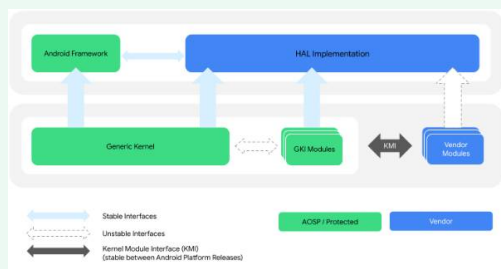 Android Framework
HAL Implementation
Generic Kernel
GKI Modules
KMI
Vendor
Modules
Stable Interfaces
Unstable Interfaces
Kernel Module Interface (KMI)
(stable between Android Platform Releases)
AOSP / Protected
Vendor